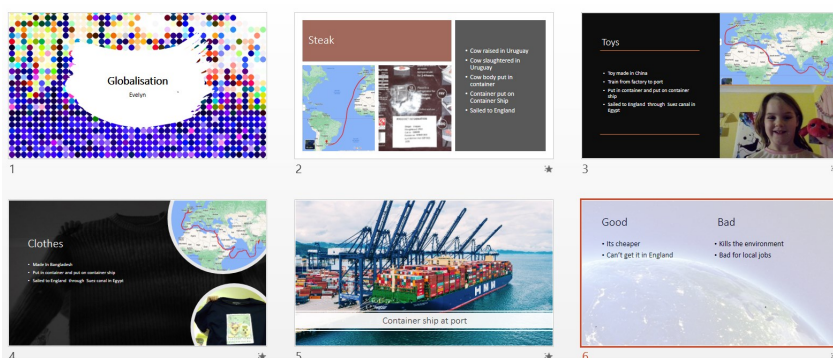 Globalisation
Evelyn
1
Steak
• Cow raised in Uruguay
• Cow slaughtered in
Uruguay
• Cow body put in
container
• Container put on
Container Ship
• Sailed to England
2
Toys
• Toy made in China
• Train from factory to port
• Put in container and put on container
ship
• Sailed to England through Sues canal in
Egypt
3
Clothes
• Made in Bangladesh
• Put in container and put on container ship
• Sailed to England through Sues canal in Egypt
4
HMM
Container ship at port
5
Good
• Its cheaper
• Can't get it in England
Bad
• Kills the environment
• Bad for local jobs
6